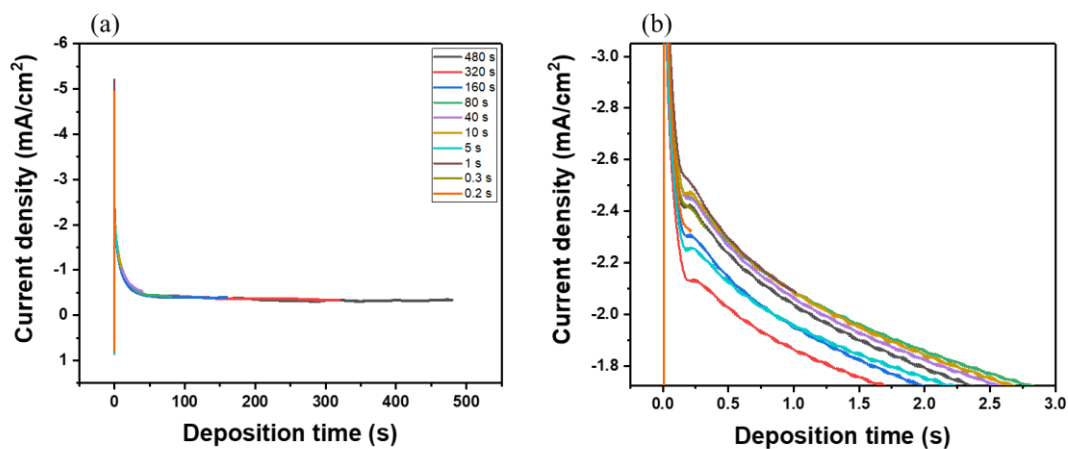 (a)
Current density (mA/cm²)
-6
-5
-4
-3
-2
-1
0
1
480 s
320 s
160 s
80 s
40 s
10 s
5 s
1 s
0.3 s
0.2 s
0
100
200
300
400
500
Deposition time (s)
(b)
Current density (mA/cm²)
-3.0
-2.8
-2.6
-2.4
-2.2
-2.0
-1.8
0.0
0.5
1.0
1.5
2.0
2.5
3.0
Deposition time (s)